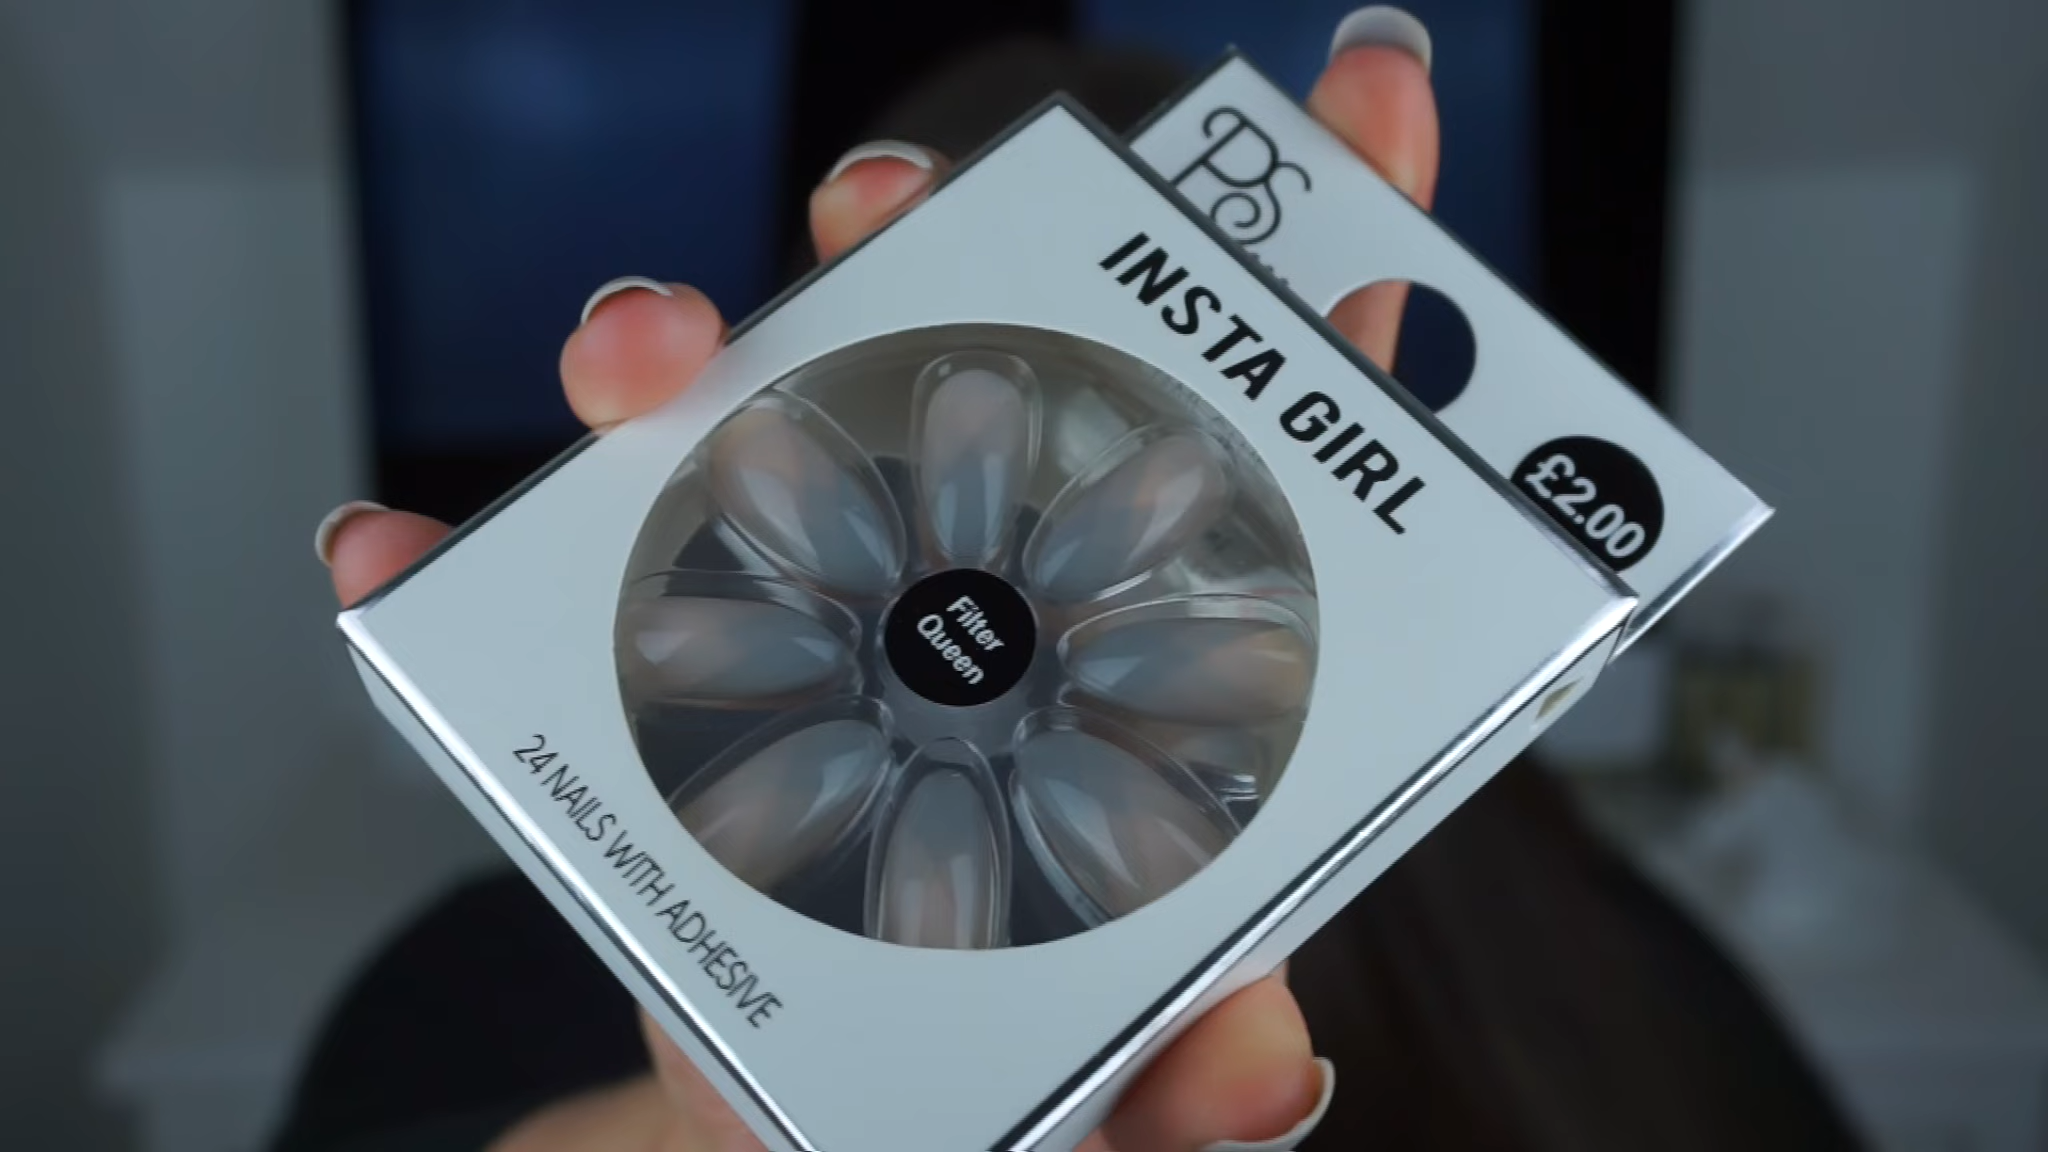 PS
INSTA GIRL
£2.00
Filter
Queen
24 NAILS WITH ADHESIVE